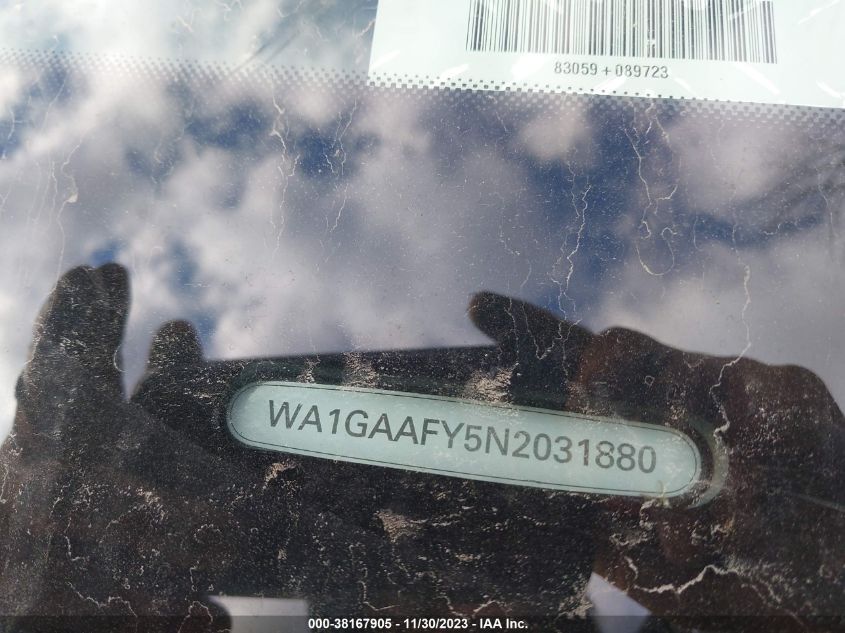 83059+089723
WA1GAAFY5N2031880
000-38167905 - 11/30/2023 - IAA Inc.